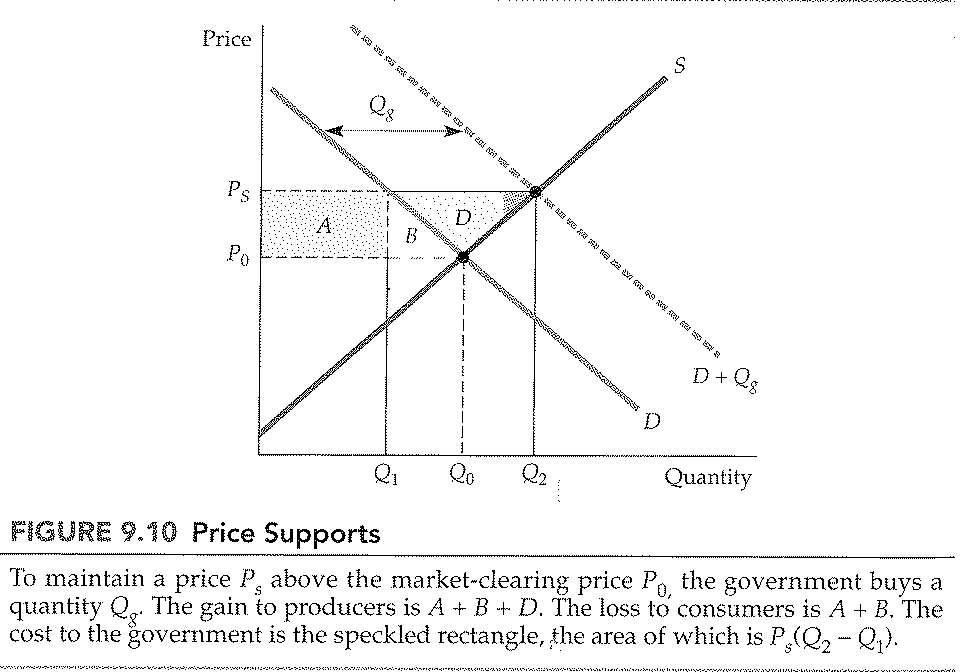 Price
S
Q_g
P_S
A
D
B
P_0
D + Q_g
D
Q_1
Q_0
Q_2
Quantity
FIGURE 9.10 Price Supports
To maintain a price P_s above the market-clearing price P_0, the government buys a
quantity Q_g. The gain to producers is A + B + D. The loss to consumers is A + B. The
cost to the government is the speckled rectangle, the area of which is P_s(Q_2 − Q_1).